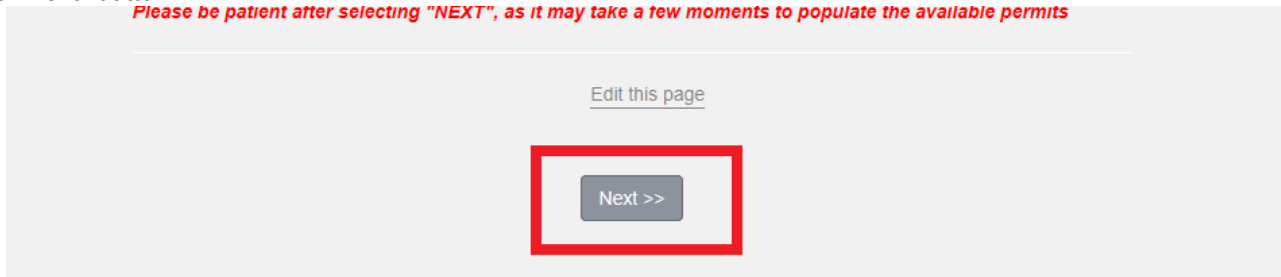 Please be patient after selecting "NEXT", as it may take a few moments to populate the available permits
Edit this page
Next >>